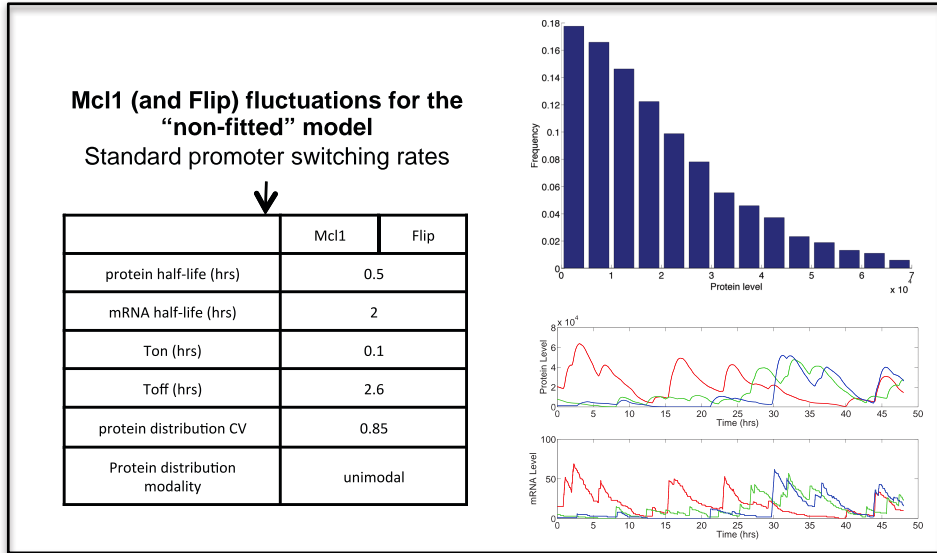 Mcl1 (and Flip) fluctuations for the
“non-fitted” model
Standard promoter switching rates
Mcl1 Flip
protein half-life (hrs) 0.5
mRNA half-life (hrs) 2
Ton (hrs) 0.1
Toff (hrs) 2.6
protein distribution CV 0.85
Protein distribution
modality
unimodal
0.18
0.16
0.14
0.12
0.1
0.08
0.06
0.04
0.02
0
Frequency
0 1 2 3 4 5 6 7
Protein level
x 10⁴
x 10⁴
8
6
4
2
0
Protein Level
0 5 10 15 20 25 30 35 40 45 50
Time (hrs)
100
50
0
mRNA Level
0 5 10 15 20 25 30 35 40 45 50
Time (hrs)